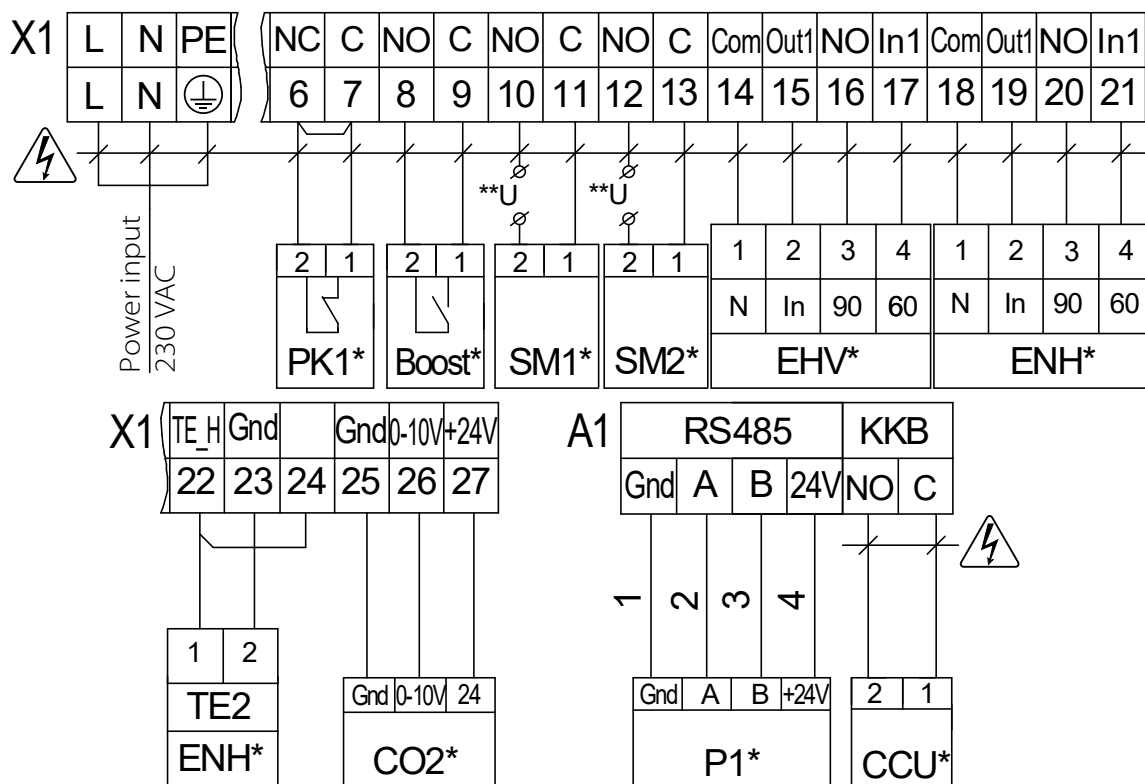 X1 L N PE NC C NO C NO C NO C Com Out1 NO In1 Com Out1 NO In1
L N 6 7 8 9 10 11 12 13 14 15 16 17 18 19 20 21
**U **U
Power input
230 VAC
2 1 2 1 2 1 2 1 1 2 3 4 1 2 3 4
N In 90 60 N In 90 60
PK1* Boost* SM1* SM2* EHV* ENH*
X1 TE_H Gnd Gnd 0-10V +24V A1 RS485 KKB
22 23 24 25 26 27 Gnd A B 24V NO C
1 2 3 4
1 2
TE2
ENH*
Gnd 0-10V 24
CO2*
Gnd A B +24V
P1*
2 1
CCU*